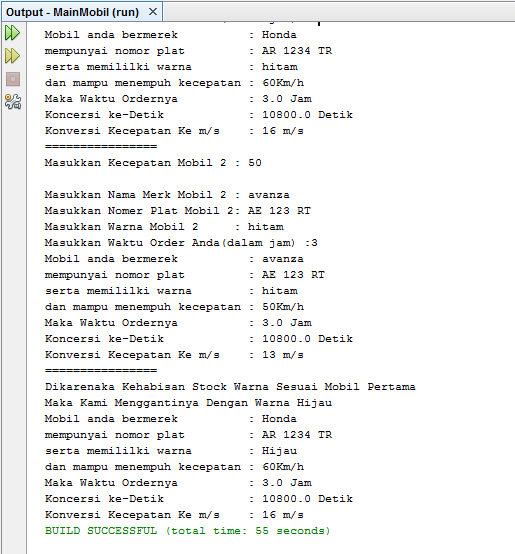 Output - MainMobil (run)
Mobil anda bermerek : Honda
mempunyai nomor plat : AR 1234 TR
serta memililki warna : hitam
dan mampu menempuh kecepatan : 60Km/h
Maka Waktu Ordernya : 3.0 Jam
Koncersi ke-Detik : 10800.0 Detik
Konversi Kecepatan Ke m/s : 16 m/s
================
Masukkan Kecepatan Mobil 2 : 50
Masukkan Nama Merk Mobil 2 : avanza
Masukkan Nomer Plat Mobil 2: AE 123 RT
Masukkan Warna Mobil 2 : hitam
Masukkan Waktu Order Anda(dalam jam) :3
Mobil anda bermerek : avanza
mempunyai nomor plat : AE 123 RT
serta memililki warna : hitam
dan mampu menempuh kecepatan : 50Km/h
Maka Waktu Ordernya : 3.0 Jam
Koncersi ke-Detik : 10800.0 Detik
Konversi Kecepatan Ke m/s : 13 m/s
================
Dikarenaka Kehabisan Stock Warna Sesuai Mobil Pertama
Maka Kami Menggantinya Dengan Warna Hijau
Mobil anda bermerek : Honda
mempunyai nomor plat : AR 1234 TR
serta memililki warna : Hijau
dan mampu menempuh kecepatan : 60Km/h
Maka Waktu Ordernya : 3.0 Jam
Koncersi ke-Detik : 10800.0 Detik
Konversi Kecepatan Ke m/s : 16 m/s
BUILD SUCCESSFUL (total time: 55 seconds)